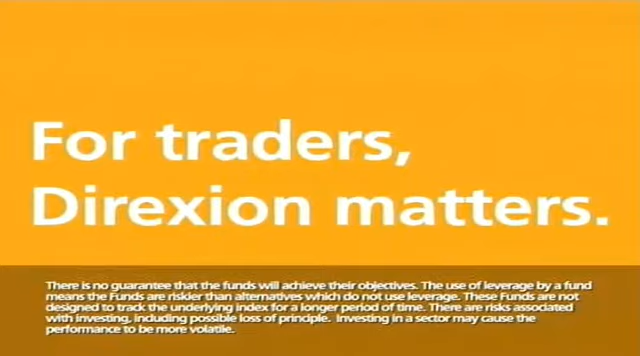 For traders,
Direxion matters.
There is no guarantee that the funds will achieve their objectives. The use of leverage by a fund
means the Funds are riskier than alternatives which do not use leverage. These Funds are not
designed to track the underlying index for a longer period of time. There are risks associated
with investing, including possible loss of principle. Investing in a sector may cause the
performance to be more volatile.